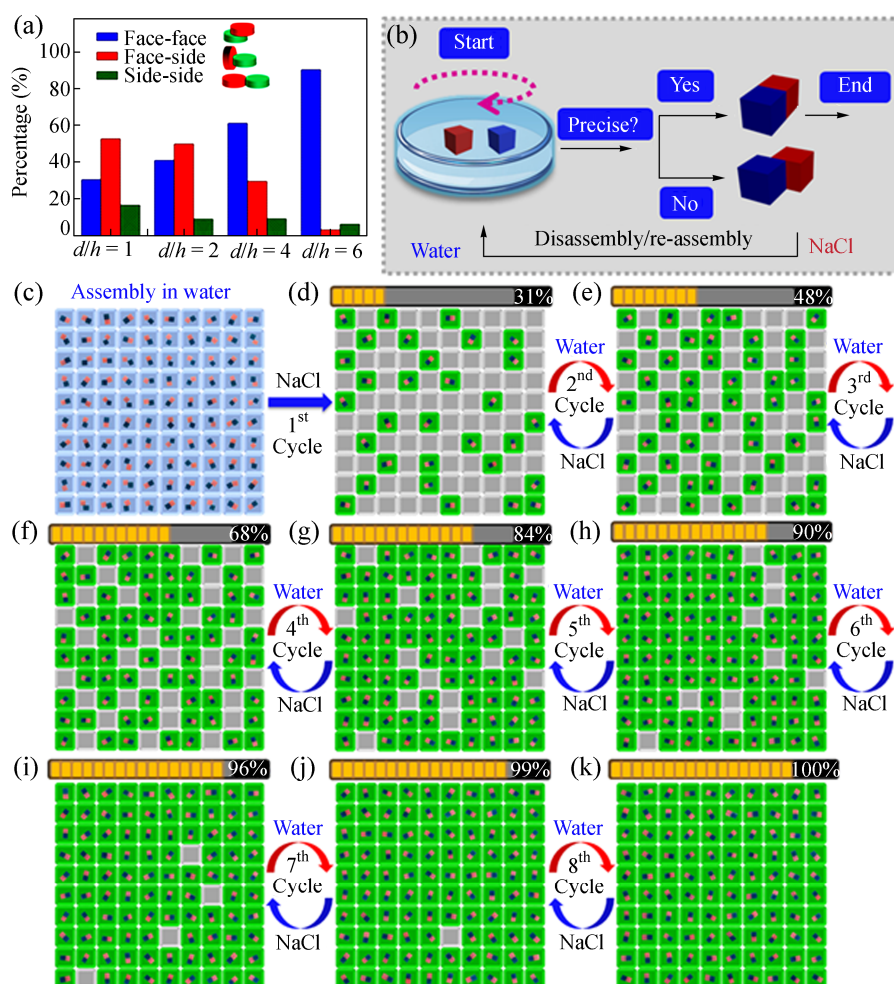 (a)
Face-face
Face-side
Side-side
Percentage (%)
100
80
60
40
20
0
d/h = 1
d/h = 2
d/h = 4
d/h = 6
(b)
Start
Precise?
Yes
End
No
Disassembly/re-assembly
Water
NaCl
(c)
Assembly in water
NaCl
1st
Cycle
(d)
31%
Water
2nd
Cycle
NaCl
(e)
48%
Water
3rd
Cycle
NaCl
(f)
68%
Water
4th
Cycle
NaCl
(g)
84%
Water
5th
Cycle
NaCl
(h)
90%
Water
6th
Cycle
NaCl
(i)
96%
Water
7th
Cycle
NaCl
(j)
99%
Water
8th
Cycle
NaCl
(k)
100%